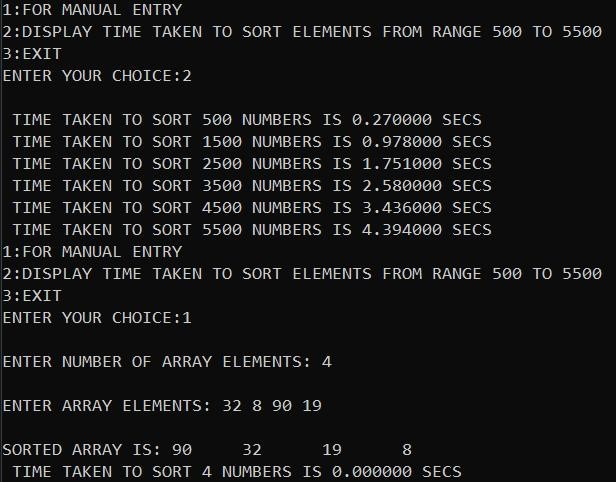 1:FOR MANUAL ENTRY
2:DISPLAY TIME TAKEN TO SORT ELEMENTS FROM RANGE 500 TO 5500
3:EXIT
ENTER YOUR CHOICE:2
TIME TAKEN TO SORT 500 NUMBERS IS 0.270000 SECS
TIME TAKEN TO SORT 1500 NUMBERS IS 0.978000 SECS
TIME TAKEN TO SORT 2500 NUMBERS IS 1.751000 SECS
TIME TAKEN TO SORT 3500 NUMBERS IS 2.580000 SECS
TIME TAKEN TO SORT 4500 NUMBERS IS 3.436000 SECS
TIME TAKEN TO SORT 5500 NUMBERS IS 4.394000 SECS
1:FOR MANUAL ENTRY
2:DISPLAY TIME TAKEN TO SORT ELEMENTS FROM RANGE 500 TO 5500
3:EXIT
ENTER YOUR CHOICE:1
ENTER NUMBER OF ARRAY ELEMENTS: 4
ENTER ARRAY ELEMENTS: 32 8 90 19
SORTED ARRAY IS: 90 32 19 8
TIME TAKEN TO SORT 4 NUMBERS IS 0.000000 SECS